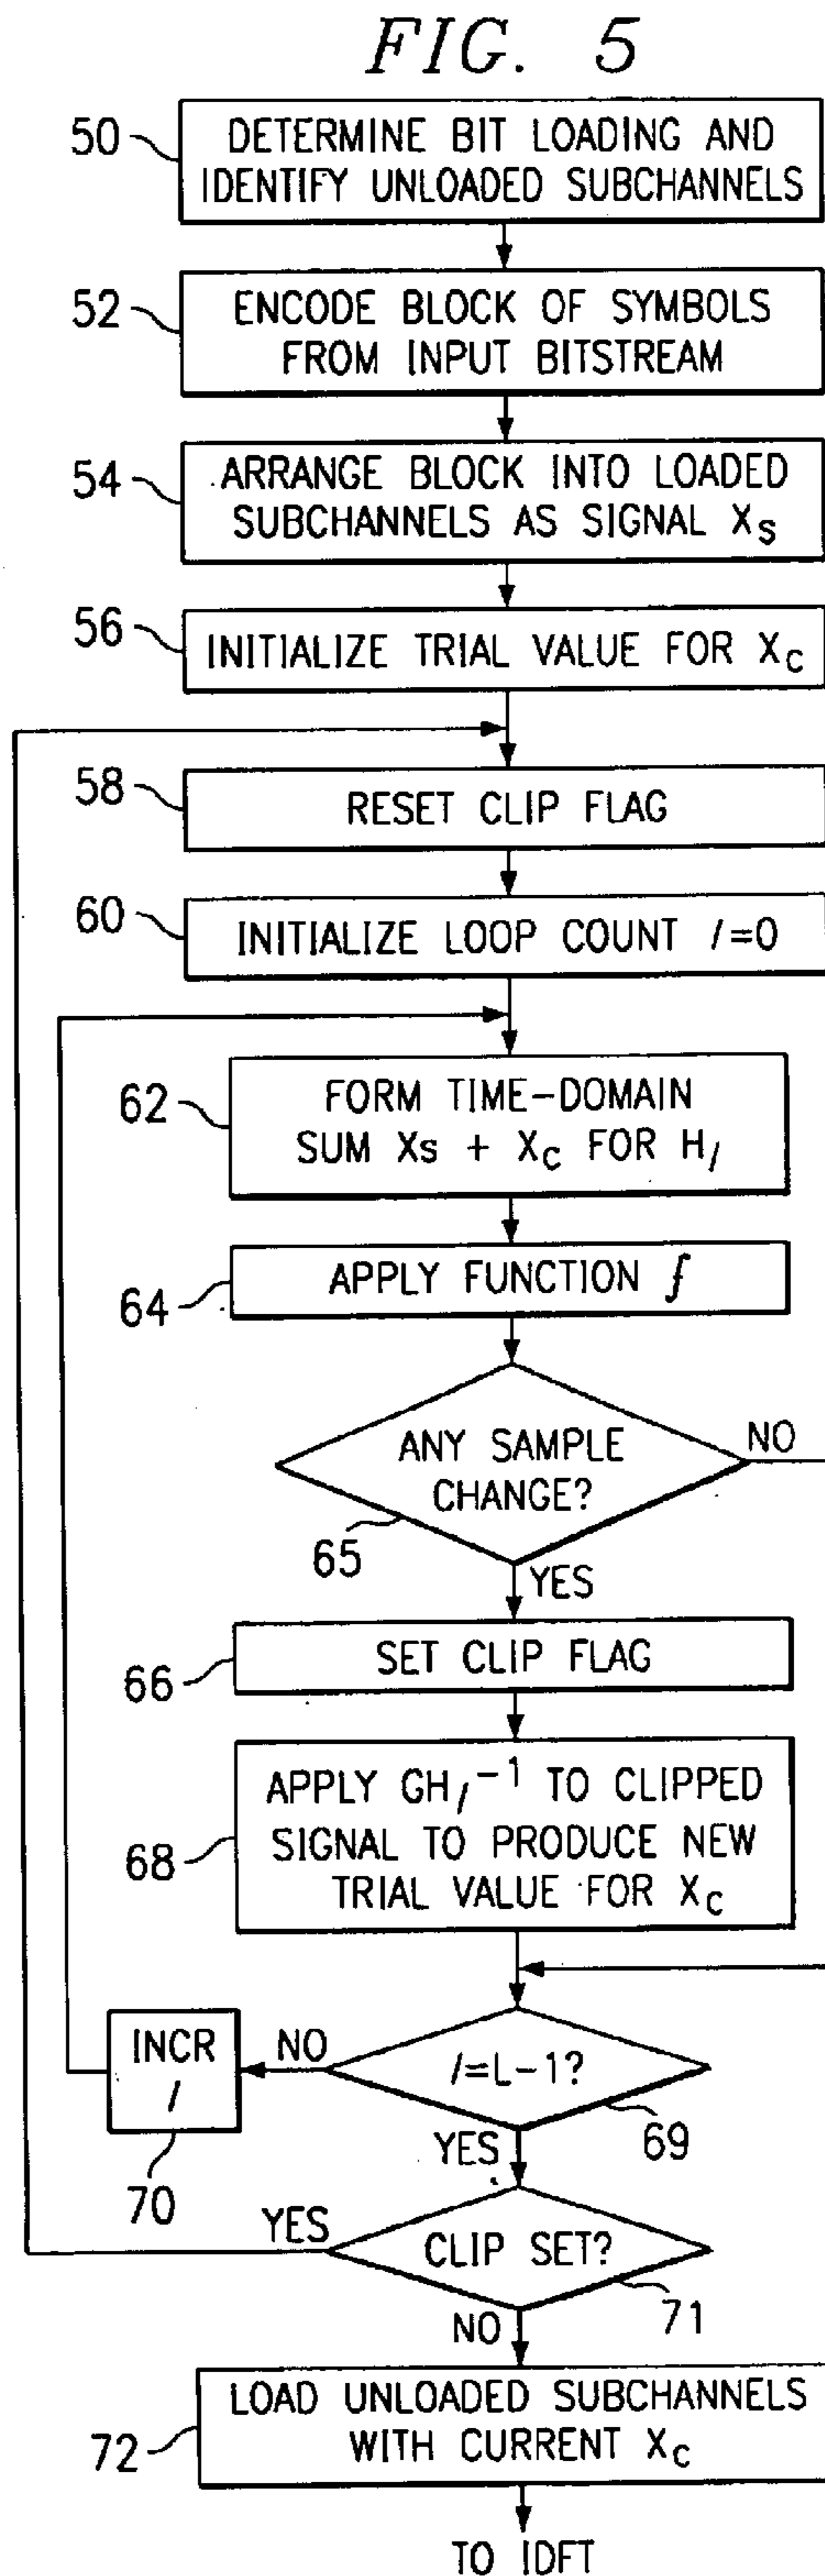 FIG. 5
50
DETERMINE BIT LOADING AND
IDENTIFY UNLOADED SUBCHANNELS
52
ENCODE BLOCK OF SYMBOLS
FROM INPUT BITSTREAM
54
ARRANGE BLOCK INTO LOADED
SUBCHANNELS AS SIGNAL XS
56
INITIALIZE TRIAL VALUE FOR XC
58
RESET CLIP FLAG
60
INITIALIZE LOOP COUNT l=0
62
FORM TIME-DOMAIN
SUM Xs + XC FOR Hl
64
APPLY FUNCTION f
ANY SAMPLE
CHANGE?
NO
65
YES
66
SET CLIP FLAG
68
APPLY GHl-1 TO CLIPPED
SIGNAL TO PRODUCE NEW
TRIAL VALUE FOR XC
INCR
l
70
NO
l=L-1?
69
YES
YES
CLIP SET?
71
NO
72
LOAD UNLOADED SUBCHANNELS
WITH CURRENT XC
TO IDFT